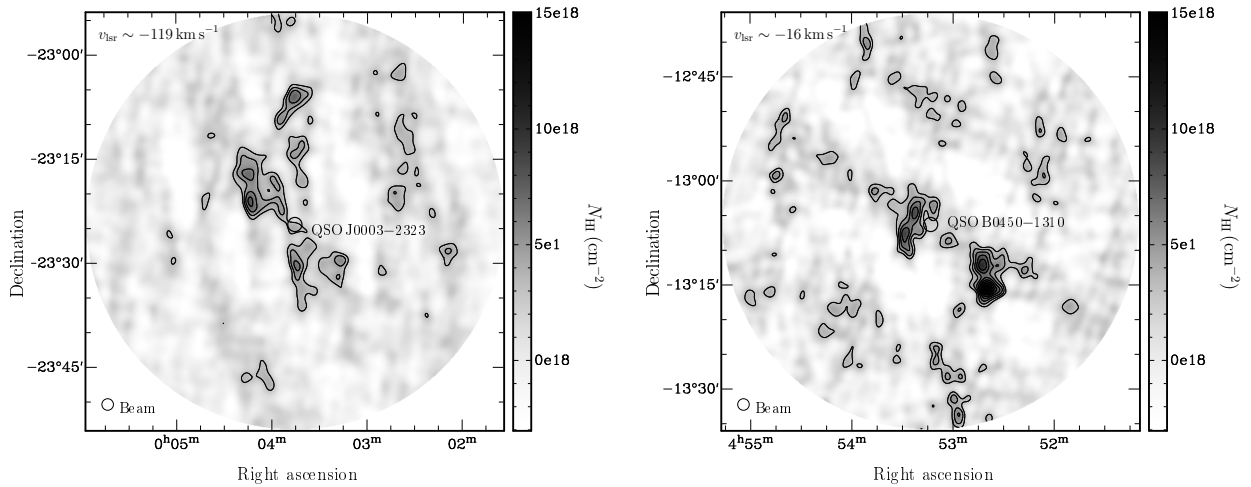 v_lsr ∼ −119 km s⁻¹
−23°00′
−23°15′
−23°30′
−23°45′
Declination
QSO J0003−2323
Beam
0ʰ05ᵐ
04ᵐ
03ᵐ
02ᵐ
Right ascension
15e18
10e18
5e1
0e18
N_HI (cm⁻²)
v_lsr ∼ −16 km s⁻¹
−12°45′
−13°00′
−13°15′
−13°30′
Declination
QSO B0450−1310
Beam
4ʰ55ᵐ
54ᵐ
53ᵐ
52ᵐ
Right ascension
15e18
10e18
5e1
0e18
N_HI (cm⁻²)